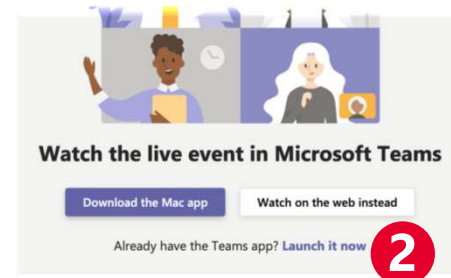 Watch the live event in Microsoft Teams
Download the Mac app Watch on the web instead
Already have the Teams app? Launch it now
2